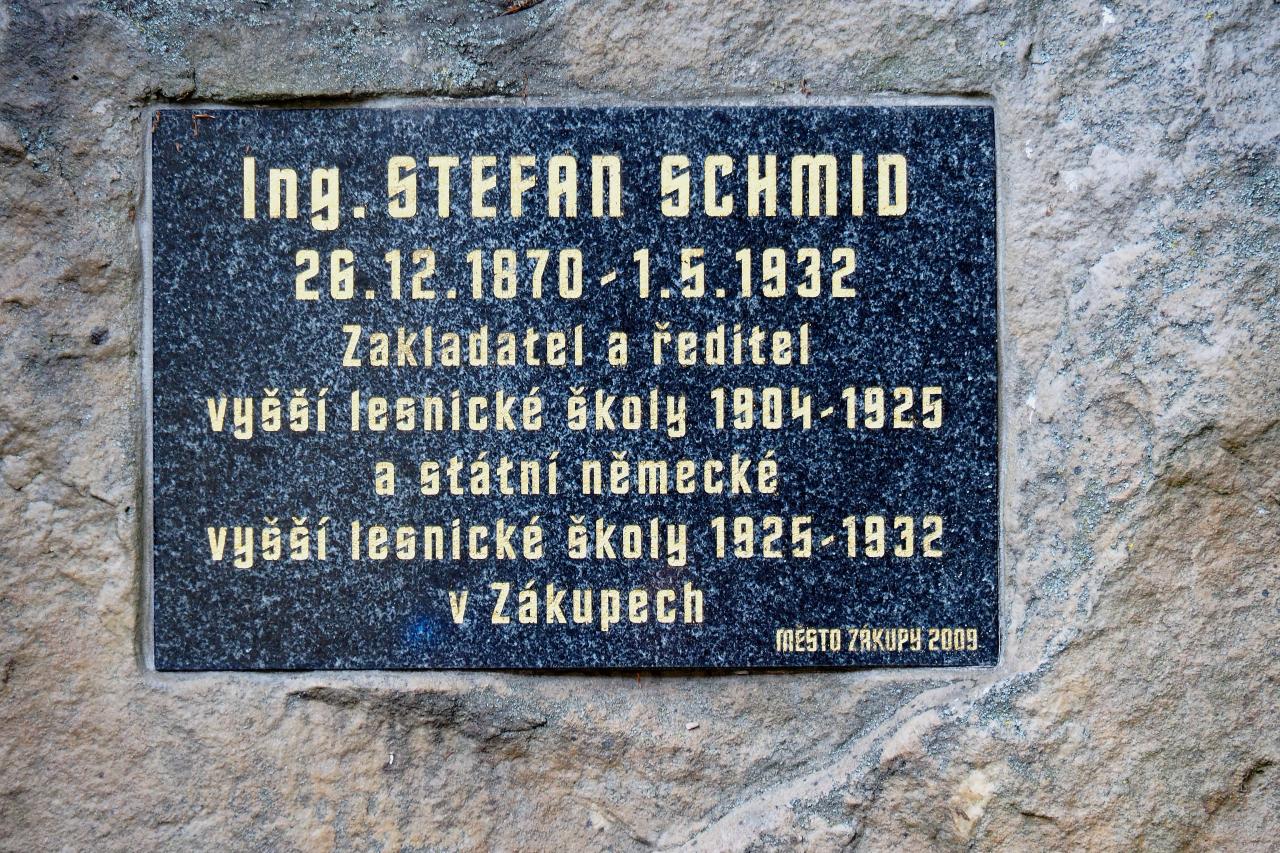 Ing. STEFAN SCHMID
26.12.1870 - 1.5.1932
Zakladatel a ředitel
vyšší lesnické školy 1904-1925
a státní německé
vyšší lesnické školy 1925-1932
v Zákupech
MĚSTO ZÁKUPY 2009